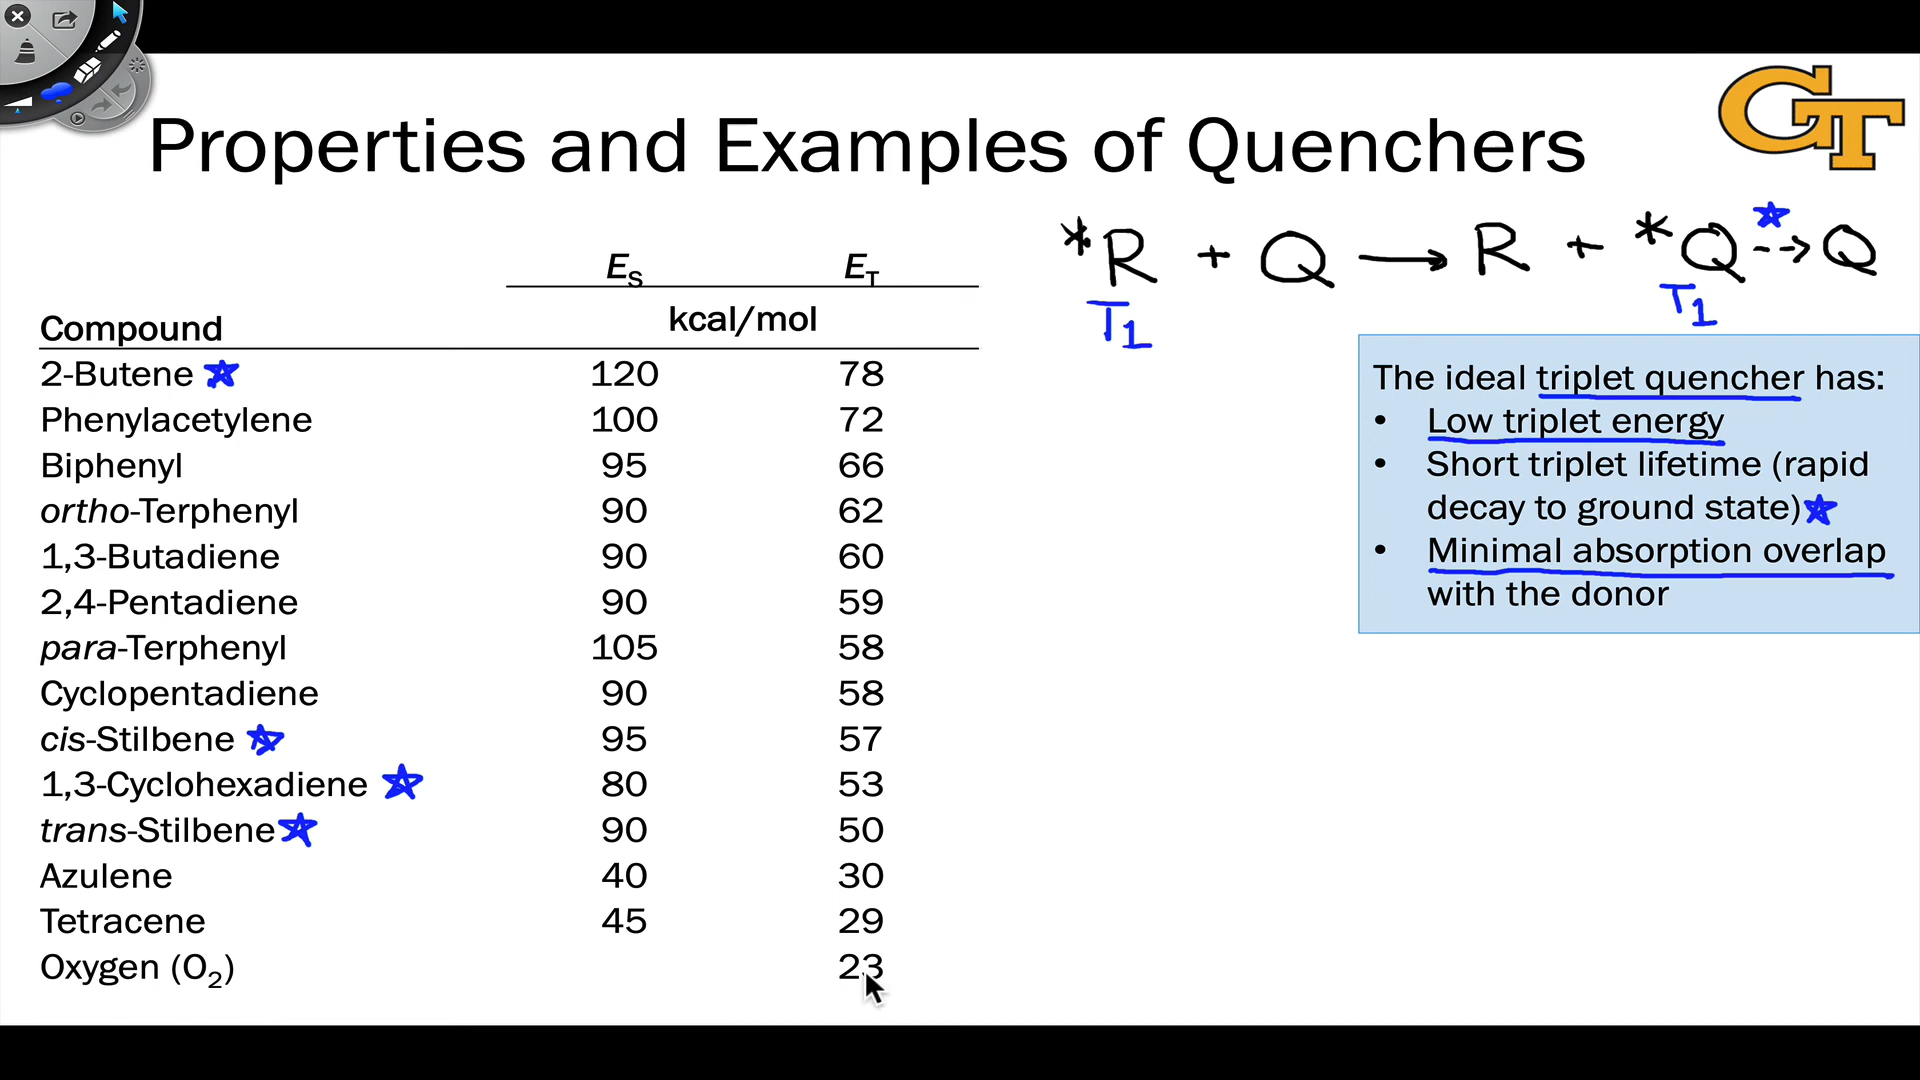 Properties and Examples of Quenchers
GT
*R + Q → R + *Q --> Q
T1 T1
E_S E_T
kcal/mol
Compound
2-Butene 120 78
Phenylacetylene 100 72
Biphenyl 95 66
ortho-Terphenyl 90 62
1,3-Butadiene 90 60
2,4-Pentadiene 90 59
para-Terphenyl 105 58
Cyclopentadiene 90 58
cis-Stilbene 95 57
1,3-Cyclohexadiene 80 53
trans-Stilbene 90 50
Azulene 40 30
Tetracene 45 29
Oxygen (O2) 23
The ideal triplet quencher has:
• Low triplet energy
• Short triplet lifetime (rapid
decay to ground state)
• Minimal absorption overlap
with the donor